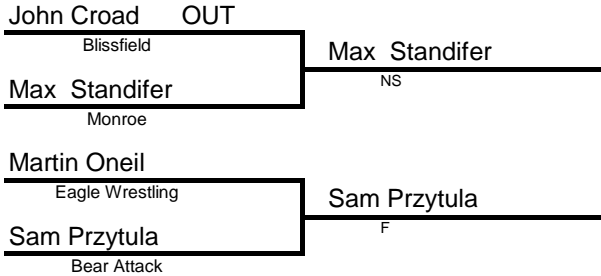 John Croad OUT
Blissfield
Max Standifer
NS
Max Standifer
Monroe
Martin Oneil
Eagle Wrestling
Sam Przytula
F
Sam Przytula
Bear Attack